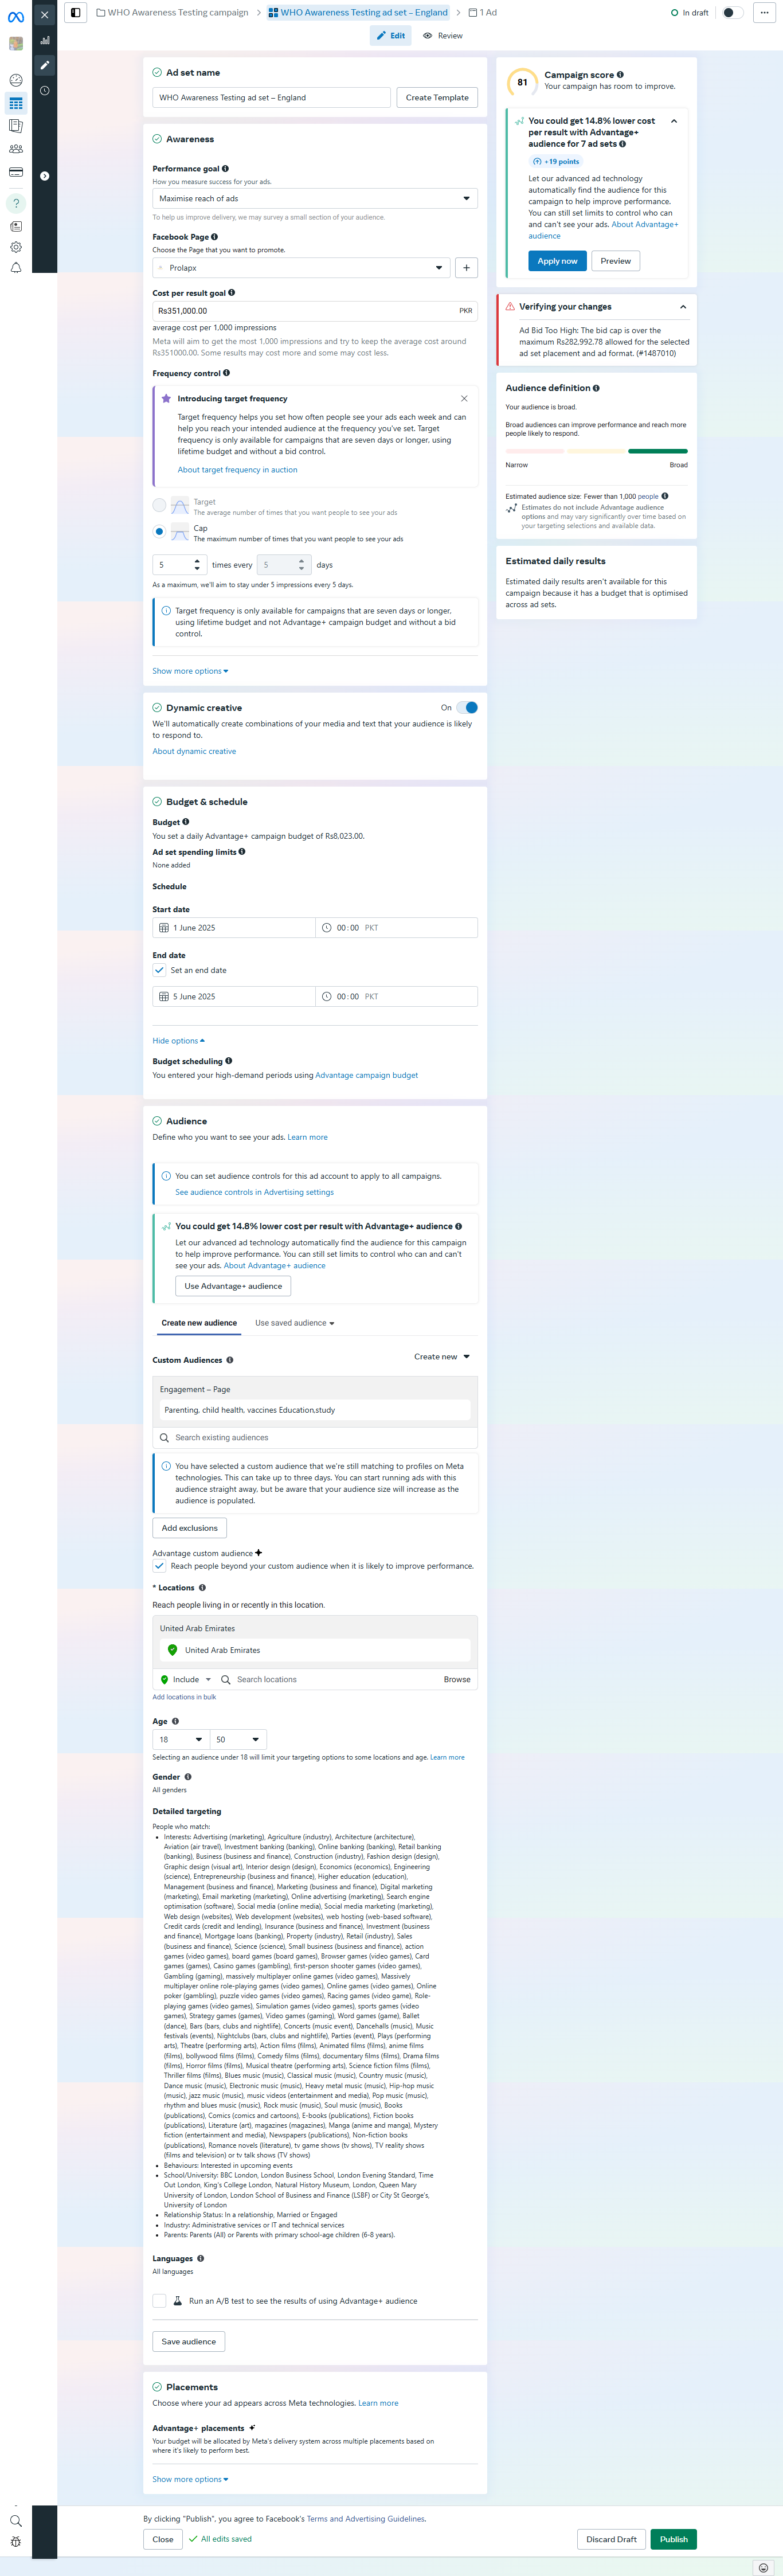 WHO Awareness Testing campaign > WHO Awareness Testing ad set – England > 1 Ad
In draft
Edit
Review
Ad set name
WHO Awareness Testing ad set – England
Create Template
Awareness
Performance goal
How you measure success for your ads.
Maximise reach of ads
To help us improve delivery, we may survey a small section of your audience.
Facebook Page
Choose the Page that you want to promote.
Prolapx
Cost per result goal
Rs351,000.00
PKR
average cost per 1,000 impressions
Meta will aim to get the most 1,000 impressions and try to keep the average cost around
Rs351000.00. Some results may cost more and some may cost less.
Frequency control
Introducing target frequency
Target frequency helps you set how often people see your ads each week and can
help you reach your intended audience at the frequency you've set. Target
frequency is only available for campaigns that are seven days or longer, using
lifetime budget and without a bid control.
About target frequency in auction
Target
The average number of times that you want people to see your ads
Cap
The maximum number of times that you want people to see your ads
5
times every
5
days
As a maximum, we'll aim to stay under 5 impressions every 5 days.
Target frequency is only available for campaigns that are seven days or longer,
using lifetime budget and not Advantage+ campaign budget and without a bid
control.
Show more options
Dynamic creative
On
We'll automatically create combinations of your media and text that your audience is likely
to respond to.
About dynamic creative
Budget & schedule
Budget
You set a daily Advantage+ campaign budget of Rs8,023.00.
Ad set spending limits
None added
Schedule
Start date
1 June 2025
00:00 PKT
End date
Set an end date
5 June 2025
00:00 PKT
Hide options
Budget scheduling
You entered your high-demand periods using Advantage campaign budget
Audience
Define who you want to see your ads. Learn more
You can set audience controls for this ad account to apply to all campaigns.
See audience controls in Advertising settings
You could get 14.8% lower cost per result with Advantage+ audience
Let our advanced ad technology automatically find the audience for this campaign
to help improve performance. You can still set limits to control who can and can't
see your ads. About Advantage+ audience
Use Advantage+ audience
Create new audience
Use saved audience
Custom Audiences
Create new
Engagement – Page
Parenting, child health, vaccines Education,study
Search existing audiences
You have selected a custom audience that we're still matching to profiles on Meta
technologies. This can take up to three days. You can start running ads with this
audience straight away, but be aware that your audience size will increase as the
audience is populated.
Add exclusions
Advantage custom audience
Reach people beyond your custom audience when it is likely to improve performance.
* Locations
Reach people living in or recently in this location.
United Arab Emirates
United Arab Emirates
Include
Search locations
Browse
Add locations in bulk
Age
18
50
Selecting an audience under 18 will limit your targeting options to some locations and age. Learn more
Gender
All genders
Detailed targeting
People who match:
• Interests: Advertising (marketing), Agriculture (industry), Architecture (architecture),
Aviation (air travel), Investment banking (banking), Online banking (banking), Retail banking
(banking), Business (business and finance), Construction (industry), Fashion design (design),
Graphic design (visual art), Interior design (design), Economics (economics), Engineering
(science), Entrepreneurship (business and finance), Higher education (education),
Management (business and finance), Marketing (business and finance), Digital marketing
(marketing), Email marketing (marketing), Online advertising (marketing), Search engine
optimisation (software), Social media (online media), Social media marketing (marketing),
Web design (websites), Web development (websites), web hosting (web-based software),
Credit cards (credit and lending), Insurance (business and finance), Investment (business
and finance), Mortgage loans (banking), Property (industry), Retail (industry), Sales
(business and finance), Science (science), Small business (business and finance), action
games (video games), board games (board games), Browser games (video games), Card
games (games), Casino games (gambling), first-person shooter games (video games),
Gambling (gaming), massively multiplayer online games (video games), Massively
multiplayer online role-playing games (video games), Online games (video games), Online
poker (gambling), puzzle video games (video games), Racing games (video game), Role-
playing games (video games), Simulation games (video games), sports games (video
games), Strategy games (games), Video games (gaming), Word games (game), Ballet
(dance), Bars (bars, clubs and nightlife), Concerts (music event), Dancehalls (music), Music
festivals (events), Nightclubs (bars, clubs and nightlife), Parties (event), Plays (performing
arts), Theatre (performing arts), Action films (films), Animated films (films), anime films
(films), bollywood films (films), Comedy films (films), documentary films (films), Drama films
(films), Horror films (films), Musical theatre (performing arts), Science fiction films (films),
Thriller films (films), Blues music (music), Classical music (music), Country music (music),
Dance music (music), Electronic music (music), Heavy metal music (music), Hip-hop music
(music), jazz music (music), music videos (entertainment and media), Pop music (music),
rhythm and blues music (music), Rock music (music), Soul music (music), Books
(publications), Comics (comics and cartoons), E-books (publications), Fiction books
(publications), Literature (art), magazines (magazines), Manga (anime and manga), Mystery
fiction (entertainment and media), Newspapers (publications), Non-fiction books
(publications), Romance novels (literature), tv game shows (tv shows), TV reality shows
(films and television) or tv talk shows (TV shows)
• Behaviours: Interested in upcoming events
• School/University: BBC London, London Business School, London Evening Standard, Time
Out London, King's College London, Natural History Museum, London, Queen Mary
University of London, London School of Business and Finance (LSBF) or City St George's,
University of London
• Relationship Status: In a relationship, Married or Engaged
• Industry: Administrative services or IT and technical services
• Parents: Parents (All) or Parents with primary school-age children (6-8 years).
Languages
All languages
Run an A/B test to see the results of using Advantage+ audience
Save audience
Placements
Choose where your ad appears across Meta technologies. Learn more
Advantage+ placements
Your budget will be allocated by Meta's delivery system across multiple placements based on
where it's likely to perform best.
Show more options
81
Campaign score
Your campaign has room to improve.
You could get 14.8% lower cost
per result with Advantage+
audience for 7 ad sets
+19 points
Let our advanced ad technology
automatically find the audience for this
campaign to help improve performance.
You can still set limits to control who can
and can't see your ads. About Advantage+
audience
Apply now
Preview
Verifying your changes
Ad Bid Too High: The bid cap is over the
maximum Rs282,992.78 allowed for the selected
ad set placement and ad format. (#1487010)
Audience definition
Your audience is broad.
Broad audiences can improve performance and reach more
people likely to respond.
Narrow
Broad
Estimated audience size: Fewer than 1,000 people
Estimates do not include Advantage audience
options and may vary significantly over time based on
your targeting selections and available data.
Estimated daily results
Estimated daily results aren't available for this
campaign because it has a budget that is optimised
across ad sets.
By clicking "Publish", you agree to Facebook's Terms and Advertising Guidelines.
Close
All edits saved
Discard Draft
Publish